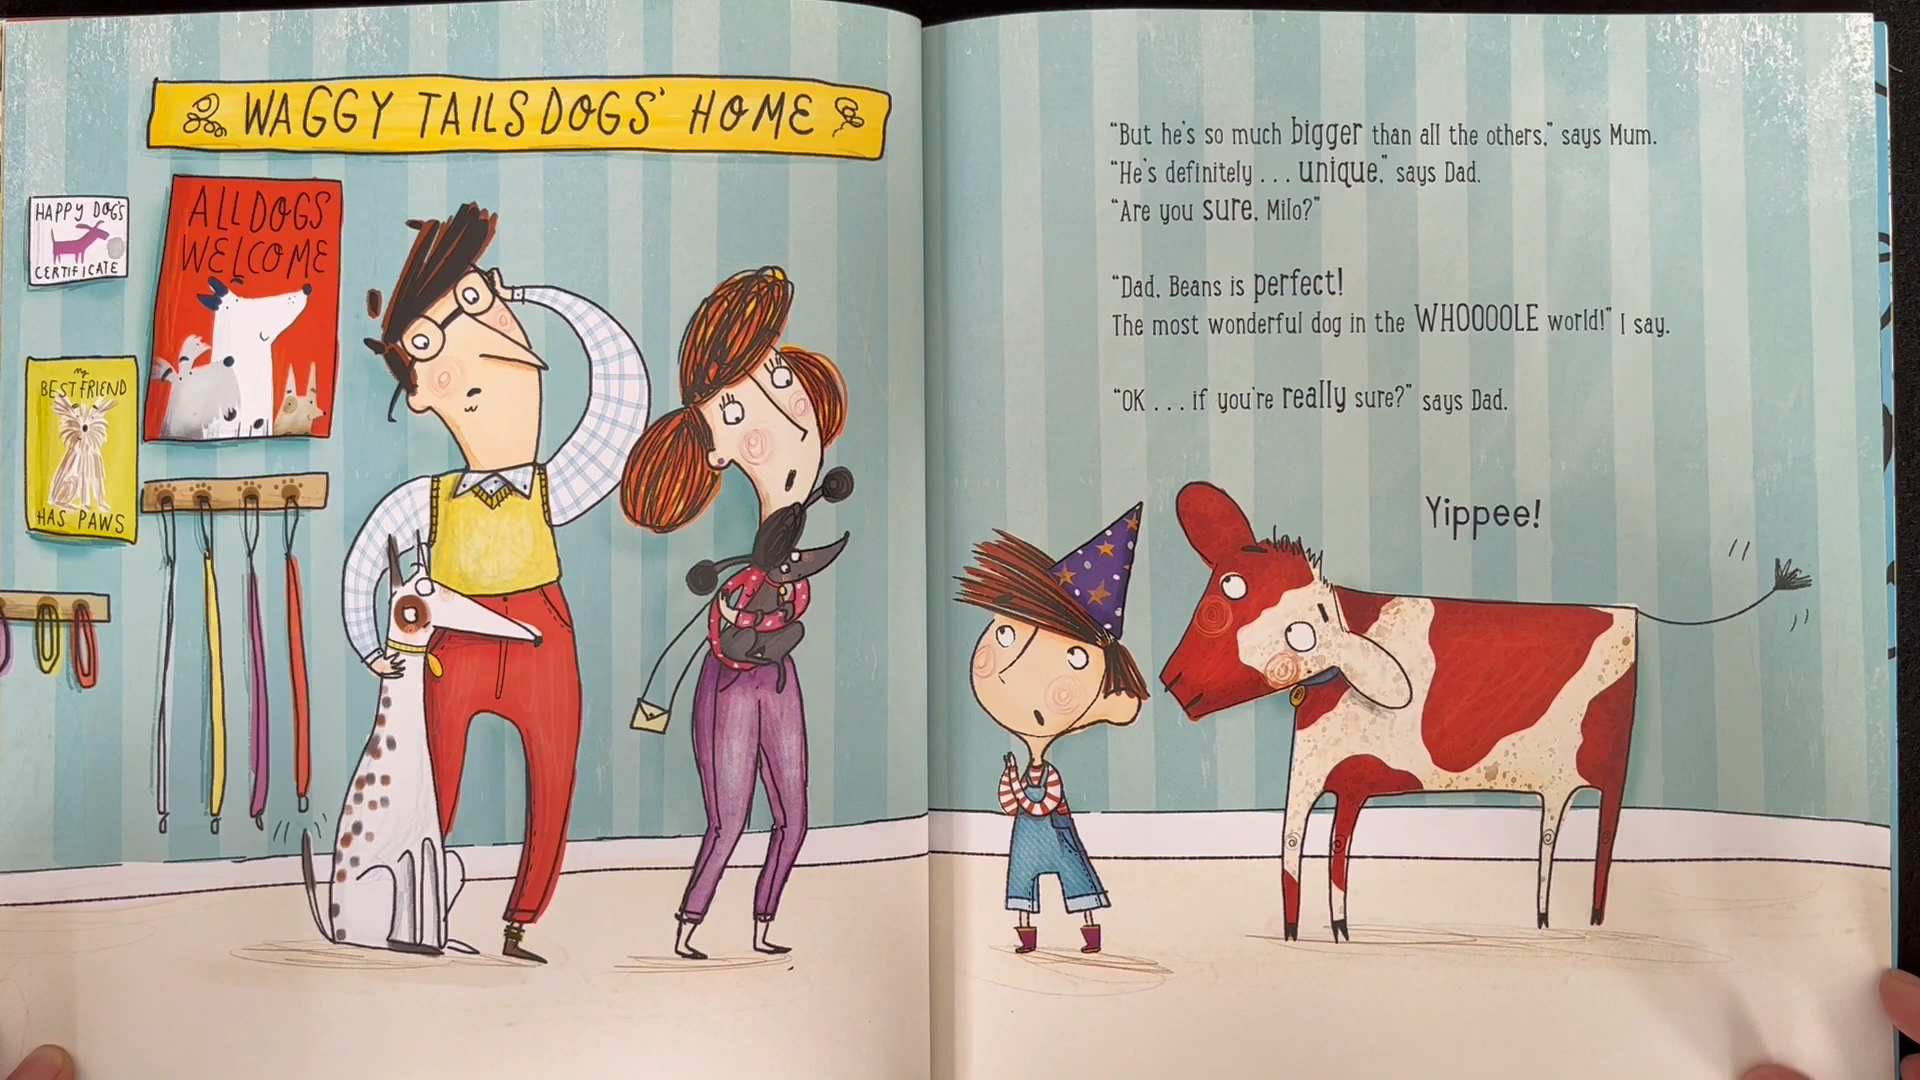 WAGGY TAILS DOGS' HOME
HAPPY DOGS
CERTIFICATE
ALL DOGS
WELCOME
My
BEST FRIEND
HAS PAWS
“But he’s so much bigger than all the others,” says Mum.
“He’s definitely . . . unique,” says Dad.
“Are you sure, Milo?”
“Dad, Beans is perfect!
The most wonderful dog in the WHOOOOLE world!” I say.
“OK . . . if you’re really sure?” says Dad.
Yippee!